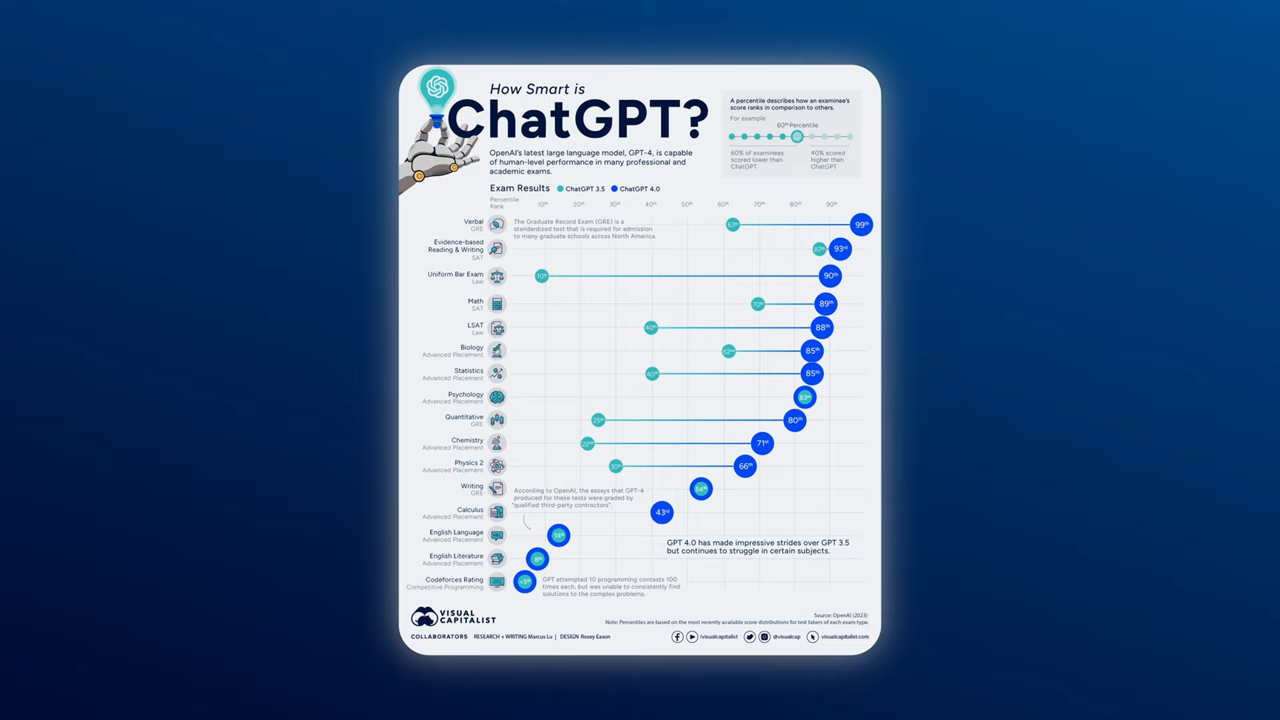 How Smart is
ChatGPT?
OpenAI's latest large language model, GPT-4, is capable
of human-level performance in many professional and
academic exams.
A percentile describes how an examinee's
score ranks in comparison to others.
For example
60th Percentile
60% of examinees
scored lower than
ChatGPT
40% scored
higher than
ChatGPT
Exam Results ChatGPT 3.5 ChatGPT 4.0
Percentile
Rank
10th 20th 30th 40th 50th 60th 70th 80th 90th
Verbal
GRE
The Graduate Record Exam (GRE) is a
standardized test that is required for admission
to many graduate schools across North America.
63rd 99th
Evidence-based
Reading & Writing
SAT
87th 93rd
Uniform Bar Exam
Law
10th 90th
Math
SAT
70th 89th
LSAT
Law
40th 88th
Biology
Advanced Placement
62nd 85th
Statistics
Advanced Placement
40th 85th
Psychology
Advanced Placement
83rd
Quantitative
GRE
25th 80th
Chemistry
Advanced Placement
22nd 71st
Physics 2
Advanced Placement
30th 66th
Writing
GRE
54th
According to OpenAI, the essays that GPT-4
produced for these tests were graded by
"qualified third-party contractors".
Calculus
Advanced Placement
43rd
English Language
Advanced Placement
14th
GPT 4.0 has made impressive strides over GPT 3.5
but continues to struggle in certain subjects.
English Literature
Advanced Placement
8th
Codeforces Rating
Competitive Programming
<5th
GPT attempted 10 programming contests 100
times each, but was unable to consistently find
solutions to the complex problems.
VISUAL
CAPITALIST
Source: OpenAI (2023)
Note: Percentiles are based on the most recently available score distributions for test takers of each exam type.
COLLABORATORS RESEARCH + WRITING Marcus Lu | DESIGN Rosey Eason
/visualcapitalist @visualcap visualcapitalist.com